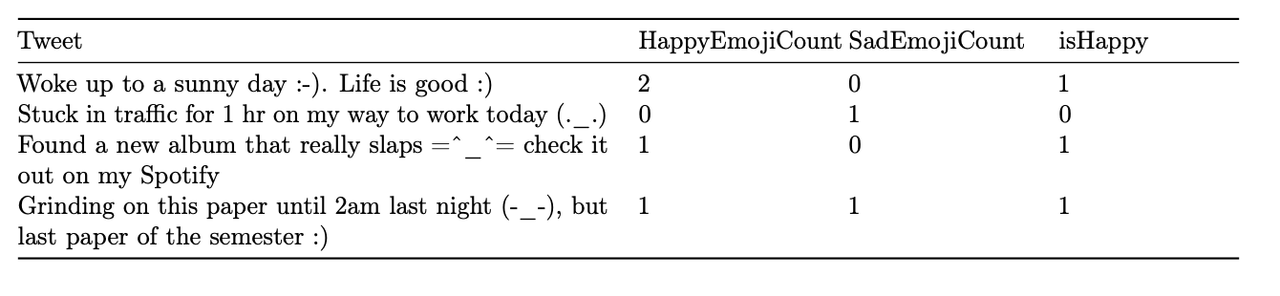 Tweet HappyEmojiCount SadEmojiCount isHappy
Woke up to a sunny day :-). Life is good :) 2 0 1
Stuck in traffic for 1 hr on my way to work today (._.) 0 1 0
Found a new album that really slaps =^_^= check it 1 0 1
out on my Spotify
Grinding on this paper until 2am last night (-_-), but 1 1 1
last paper of the semester :)